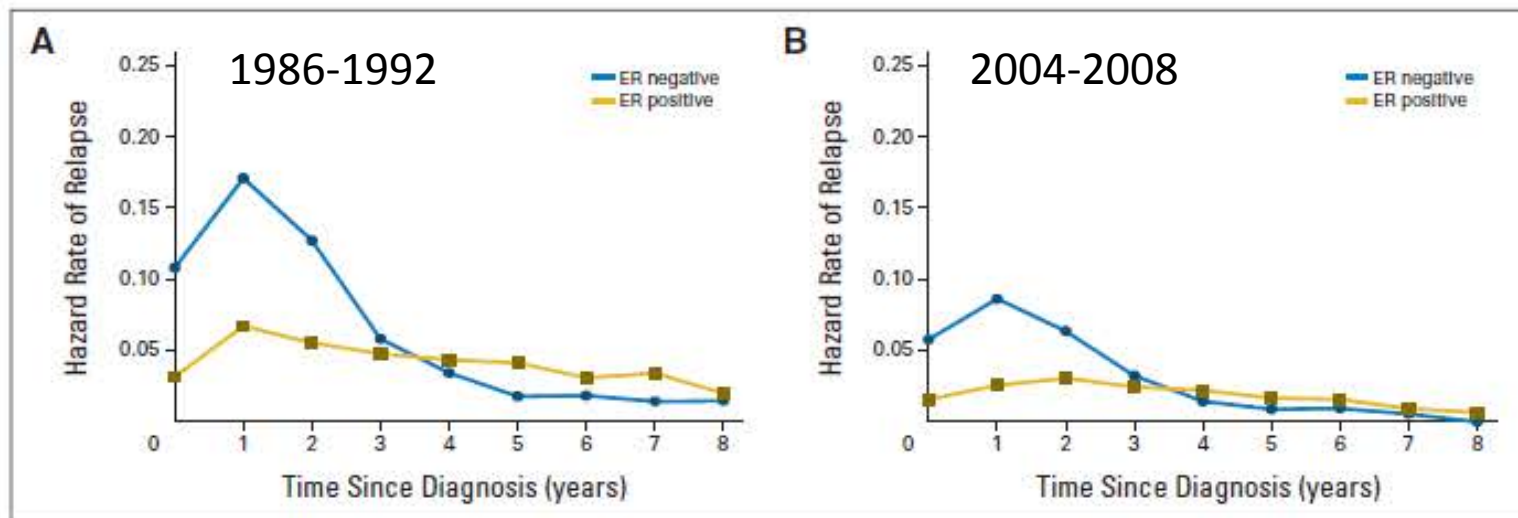 A
1986-1992
ER negative
ER positive
Hazard Rate of Relapse
0.25
0.20
0.15
0.10
0.05
0
1 2 3 4 5 6 7 8
Time Since Diagnosis (years)
B
2004-2008
ER negative
ER positive
Hazard Rate of Relapse
0.25
0.20
0.15
0.10
0.05
0
1 2 3 4 5 6 7 8
Time Since Diagnosis (years)